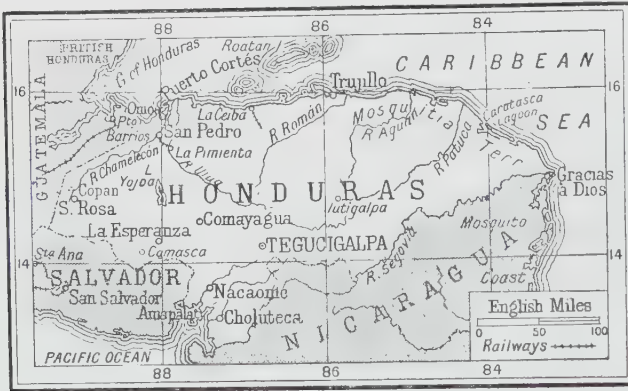 88 86 84
BRITISH HONDURAS
G of Honduras
Roatan
CARIBBEAN
SEA
Puerto Cortés
Trujillo
16 16
Omoa
Pto Barrios
La Ceiba
R. Román
Mosquitia Terr
R. Aguan
R. Patuca
Caratasca Lagoon
GUATEMALA
San Pedro
La Pimienta
R. Chamelecón
R. Ulua
L Yojoa
Copan
S. Rosa
HONDURAS
Gracias a Dios
Jutigalpa
Comayagua
La Esperanza
TEGUCIGALPA
Camasca
Mosquito Coast
R. Segovia
Sta Ana
14 14
SALVADOR
San Salvador
Nacaome
Amapala
Choluteca
NICARAGUA
PACIFIC OCEAN
English Miles
0 50 100
Railways
88 86 84